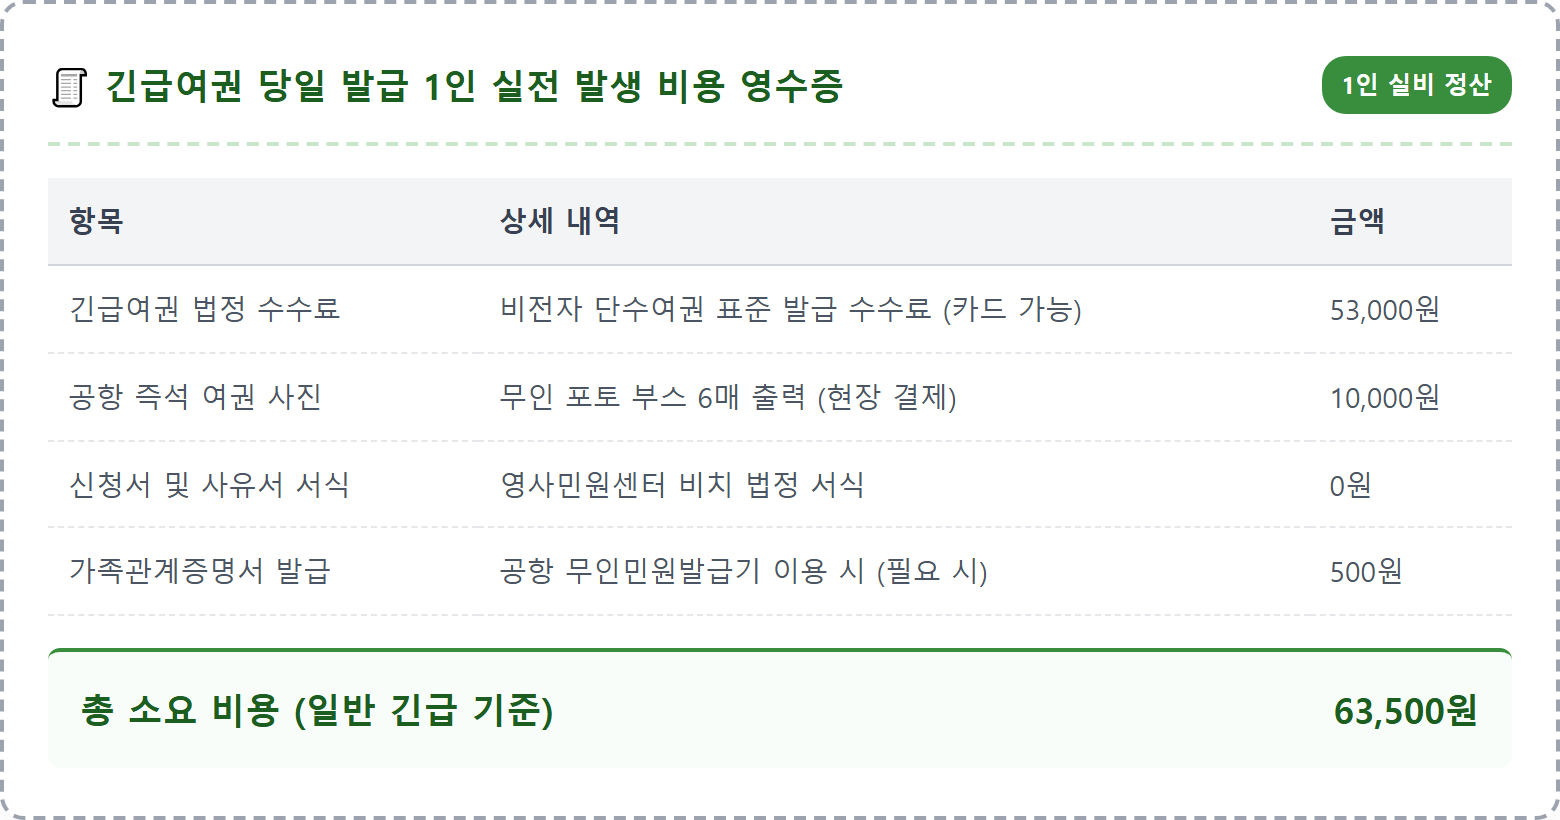 긴급여권 당일 발급 1인 실전 발생 비용 영수증
1인 실비 정산
항목 상세 내역 금액
긴급여권 법정 수수료 비전자 단수여권 표준 발급 수수료 (카드 가능) 53,000원
공항 즉석 여권 사진 무인 포토 부스 6매 출력 (현장 결제) 10,000원
신청서 및 사유서 서식 영사민원센터 비치 법정 서식 0원
가족관계증명서 발급 공항 무인민원발급기 이용 시 (필요 시) 500원
총 소요 비용 (일반 긴급 기준) 63,500원